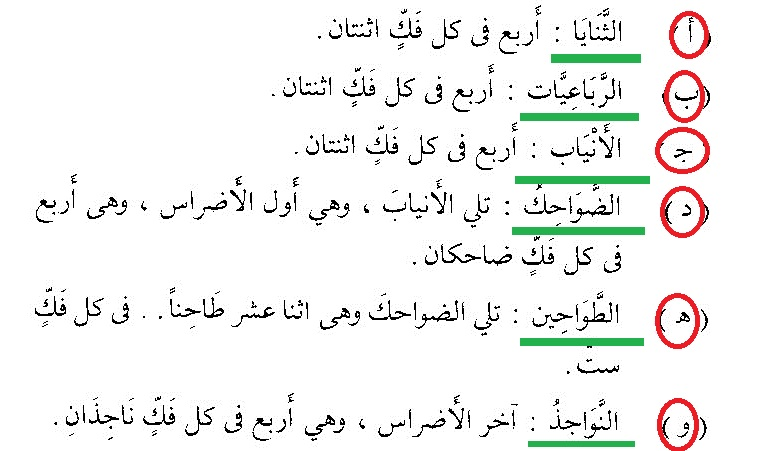 (أ) الثَّنَايَا : أَربع فى كل فَكٍّ اثنتان .
(ب) الرَّبَاعِيَّات : أَربع فى كل فَكٍّ اثنتان .
(جـ) الأَنْيَاب : أَربع فى كل فَكٍّ اثنتان .
(د) الضَّوَاحِكُ : تلي الأَنيابَ ، وهي أَول الأَضراس ، وهى أَربع
فى كل فَكٍّ ضاحكان .
(هـ) الطَّوَاحِين : تلي الضواحكَ وهى اثنا عشر طَاحِناً . . فى كل فَكٍّ
ستّ .
(و) النَّوَاجذُ : آخر الأَضراس ، وهي أَربع فى كل فَكٍّ نَاجِذَانِ .